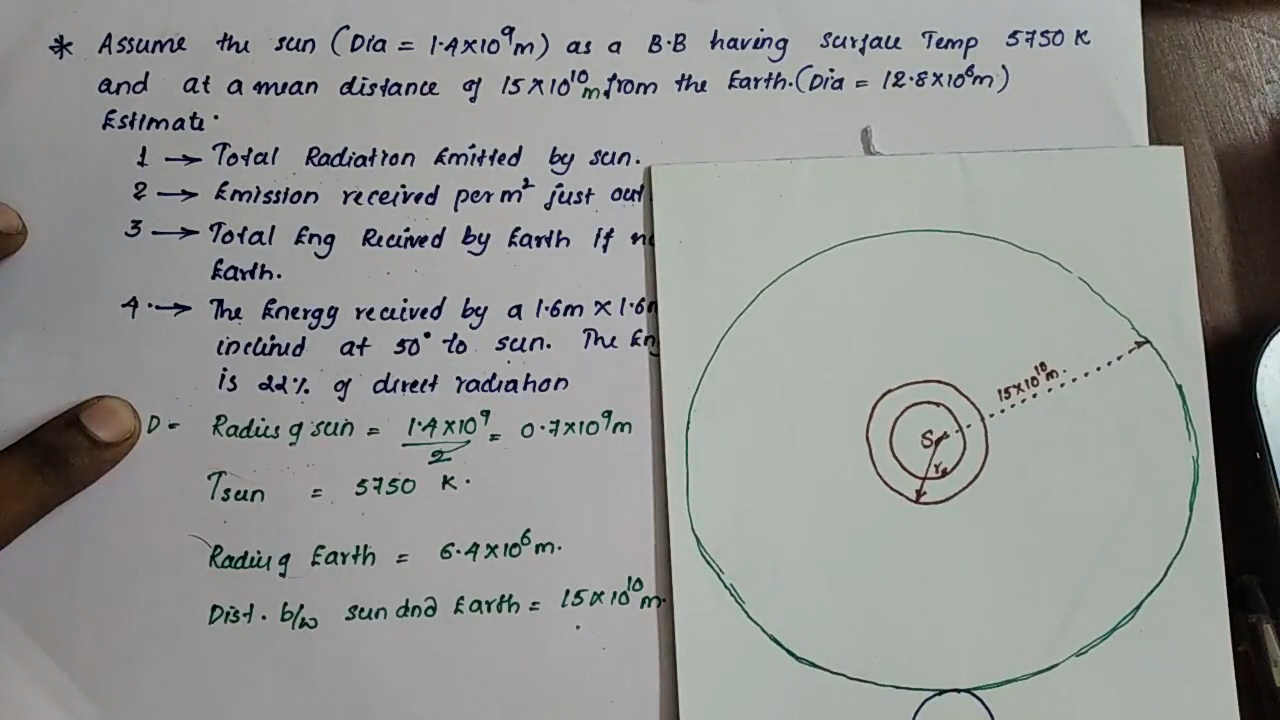 * Assume the sun (Dia = 1.4×10⁹m) as a B.B having surface Temp 5750 K
and at a mean distance of 15×10¹⁰m from the Earth.(Dia = 12.8×10⁶m)
Estimate.
1 → Total Radiation Emitted by sun.
2 → Emission received per m² just out
3 → Total Eng Recived by Earth if
Earth.
4.→ The Energy received by a 1.6m × 1.6
inclined at 50° to sun. The En
is 22% of direct radiation
D = Radius of sun = 1.4×10⁹/2 = 0.7×10⁹m
Tsun = 5750 K.
Radius of Earth = 6.4×10⁶m.
Dist. b/w sun and Earth = 15×10¹⁰m.
15×10¹⁰m.
S